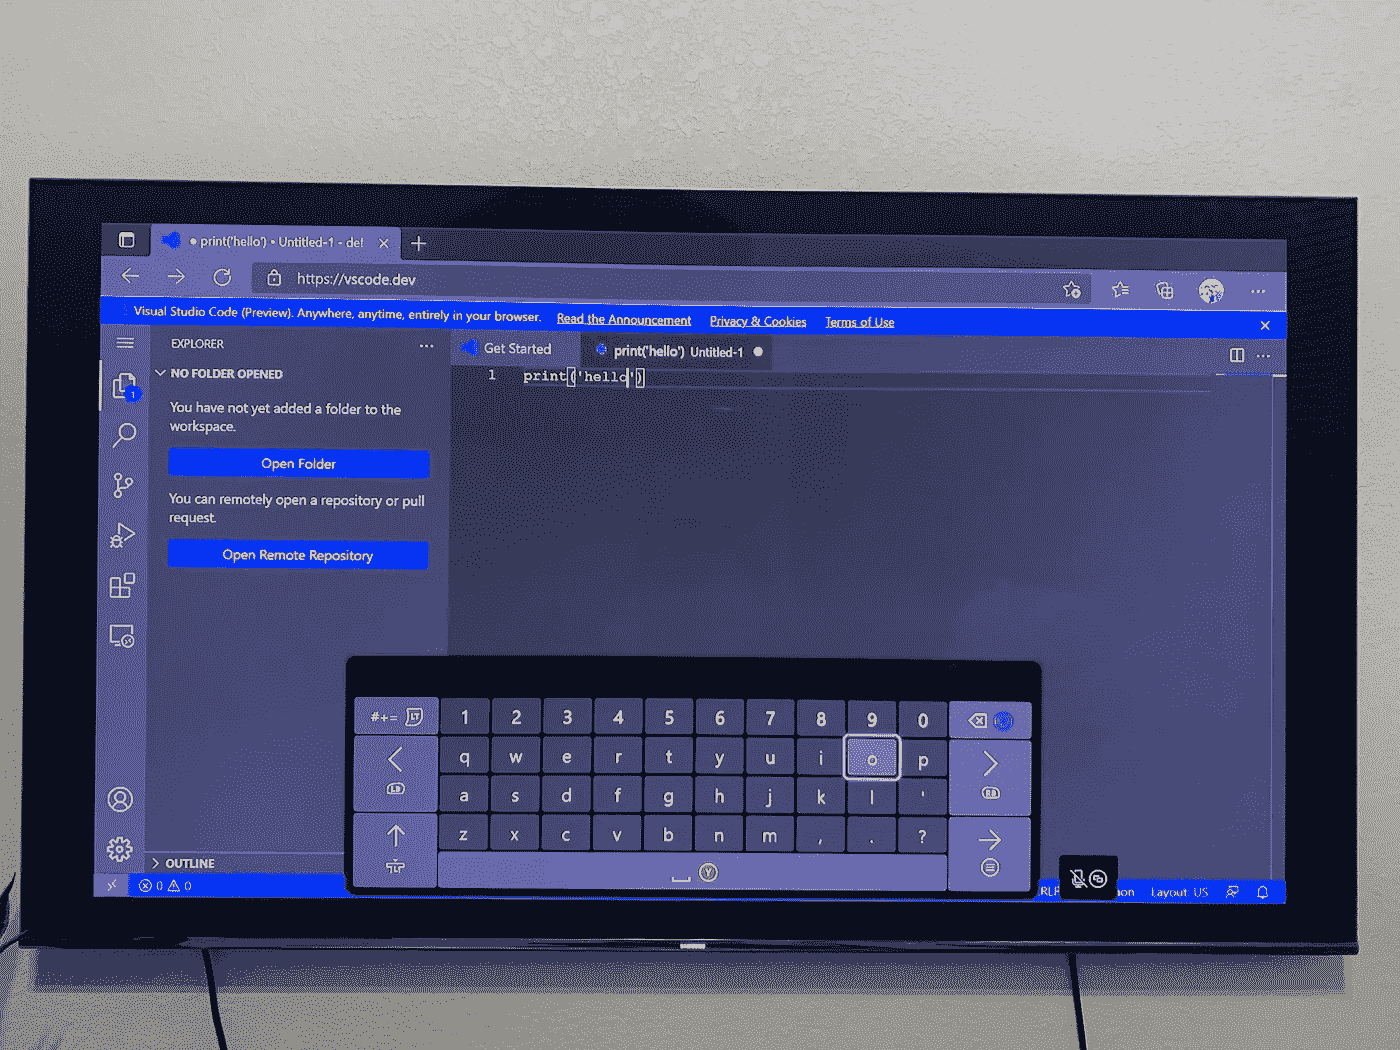 print('hello') • Untitled-1 - de
https://vscode.dev
Visual Studio Code (Preview). Anywhere, anytime, entirely in your browser. Read the Announcement Privacy & Cookies Terms of Use
EXPLORER
NO FOLDER OPENED
You have not yet added a folder to the
workspace.
Open Folder
You can remotely open a repository or pull
request.
Open Remote Repository
OUTLINE
Get Started
print('hello') Untitled-1
1 print('hello')
1
#+= LT 1 2 3 4 5 6 7 8 9 0
q w e r t y u i o p
LB RB
a s d f g h j k l '
z x c v b n m , . ?
Y
0 0
Layout: US